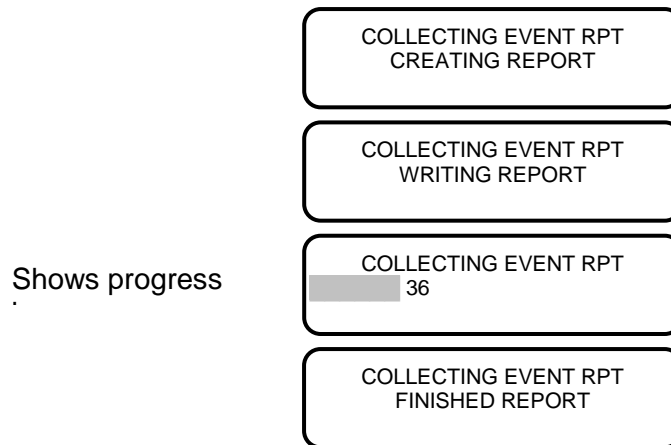 COLLECTING EVENT RPT
CREATING REPORT
COLLECTING EVENT RPT
WRITING REPORT
Shows progress
.
COLLECTING EVENT RPT
36
COLLECTING EVENT RPT
FINISHED REPORT